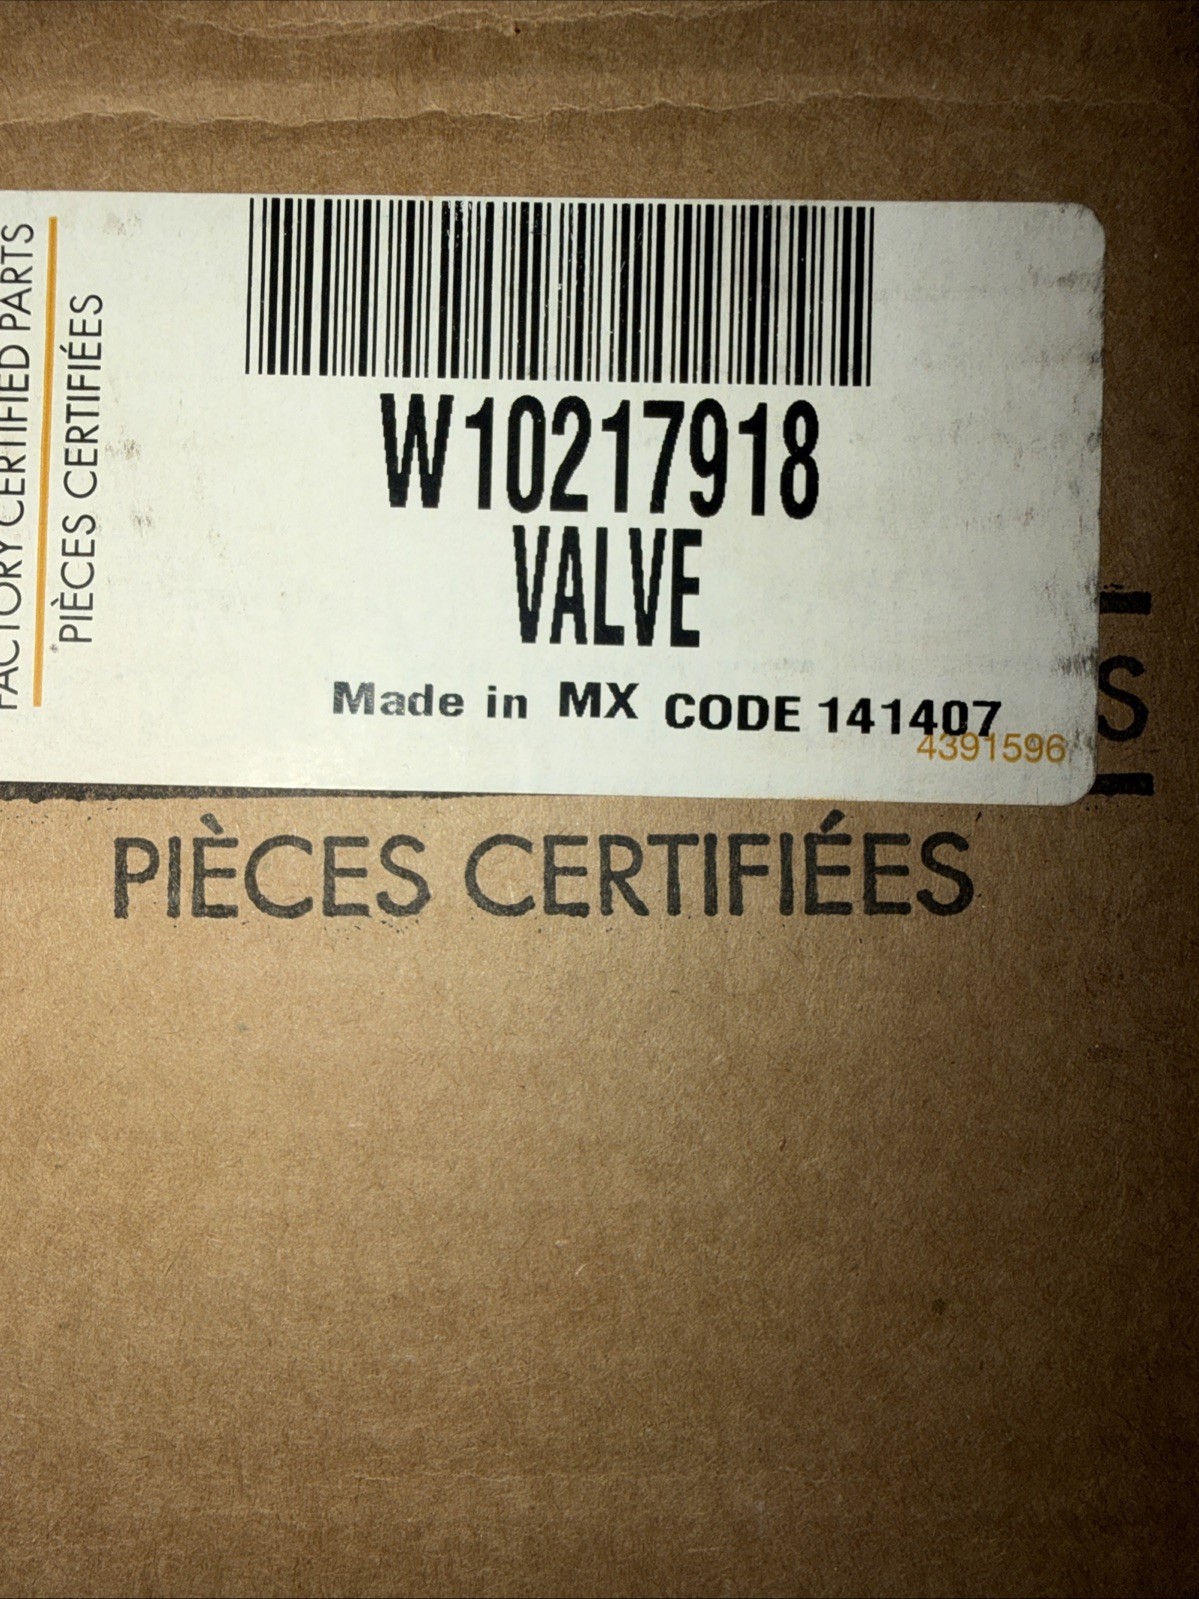 FACTORY CERTIFIED PARTS
PIÈCES CERTIFIÉES
W10217918
VALVE
Made in MX CODE 141407
4391596
S
PIÈCES CERTIFIÉES